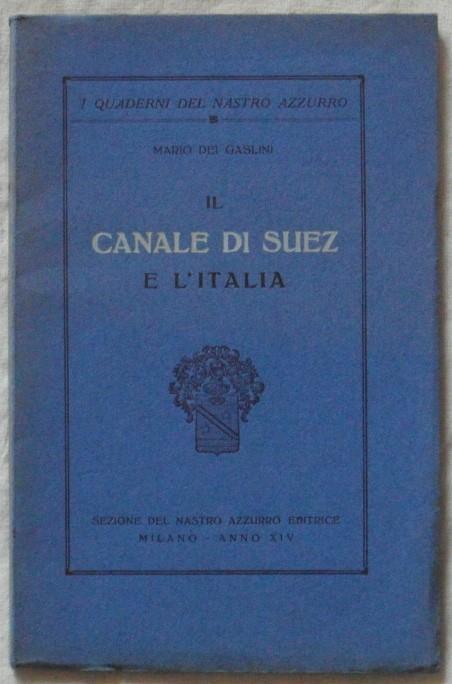 I QUADERNI DEL NASTRO AZZURRO
MARIO DEI GASLINI
IL
CANALE DI SUEZ
E L'ITALIA
SEZIONE DEL NASTRO AZZURRO EDITRICE
MILANO - ANNO XIV